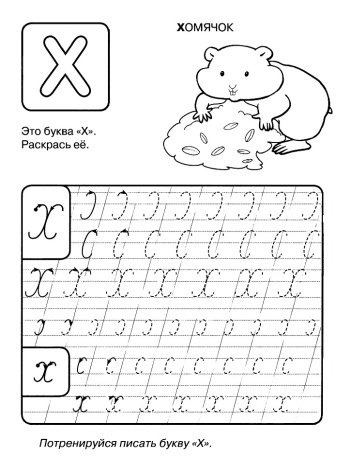 Х
ХОМЯЧОК
Это буква «Х».
Раскрась её.
Х
Х Х Х Х Х Х Х
х
х х х х х х х х
Потренируйся писать букву «Х».